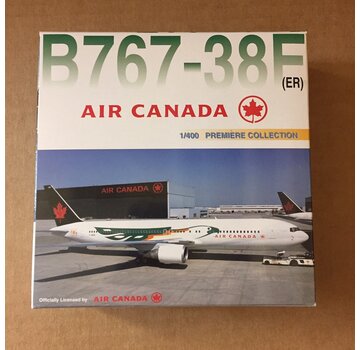 B767-38E
(ER)
AIR CANADA
1/400 PREMIERE COLLECTION
AIR CANADA
AIR CANADA
Officially Licensed by AIR CANADA